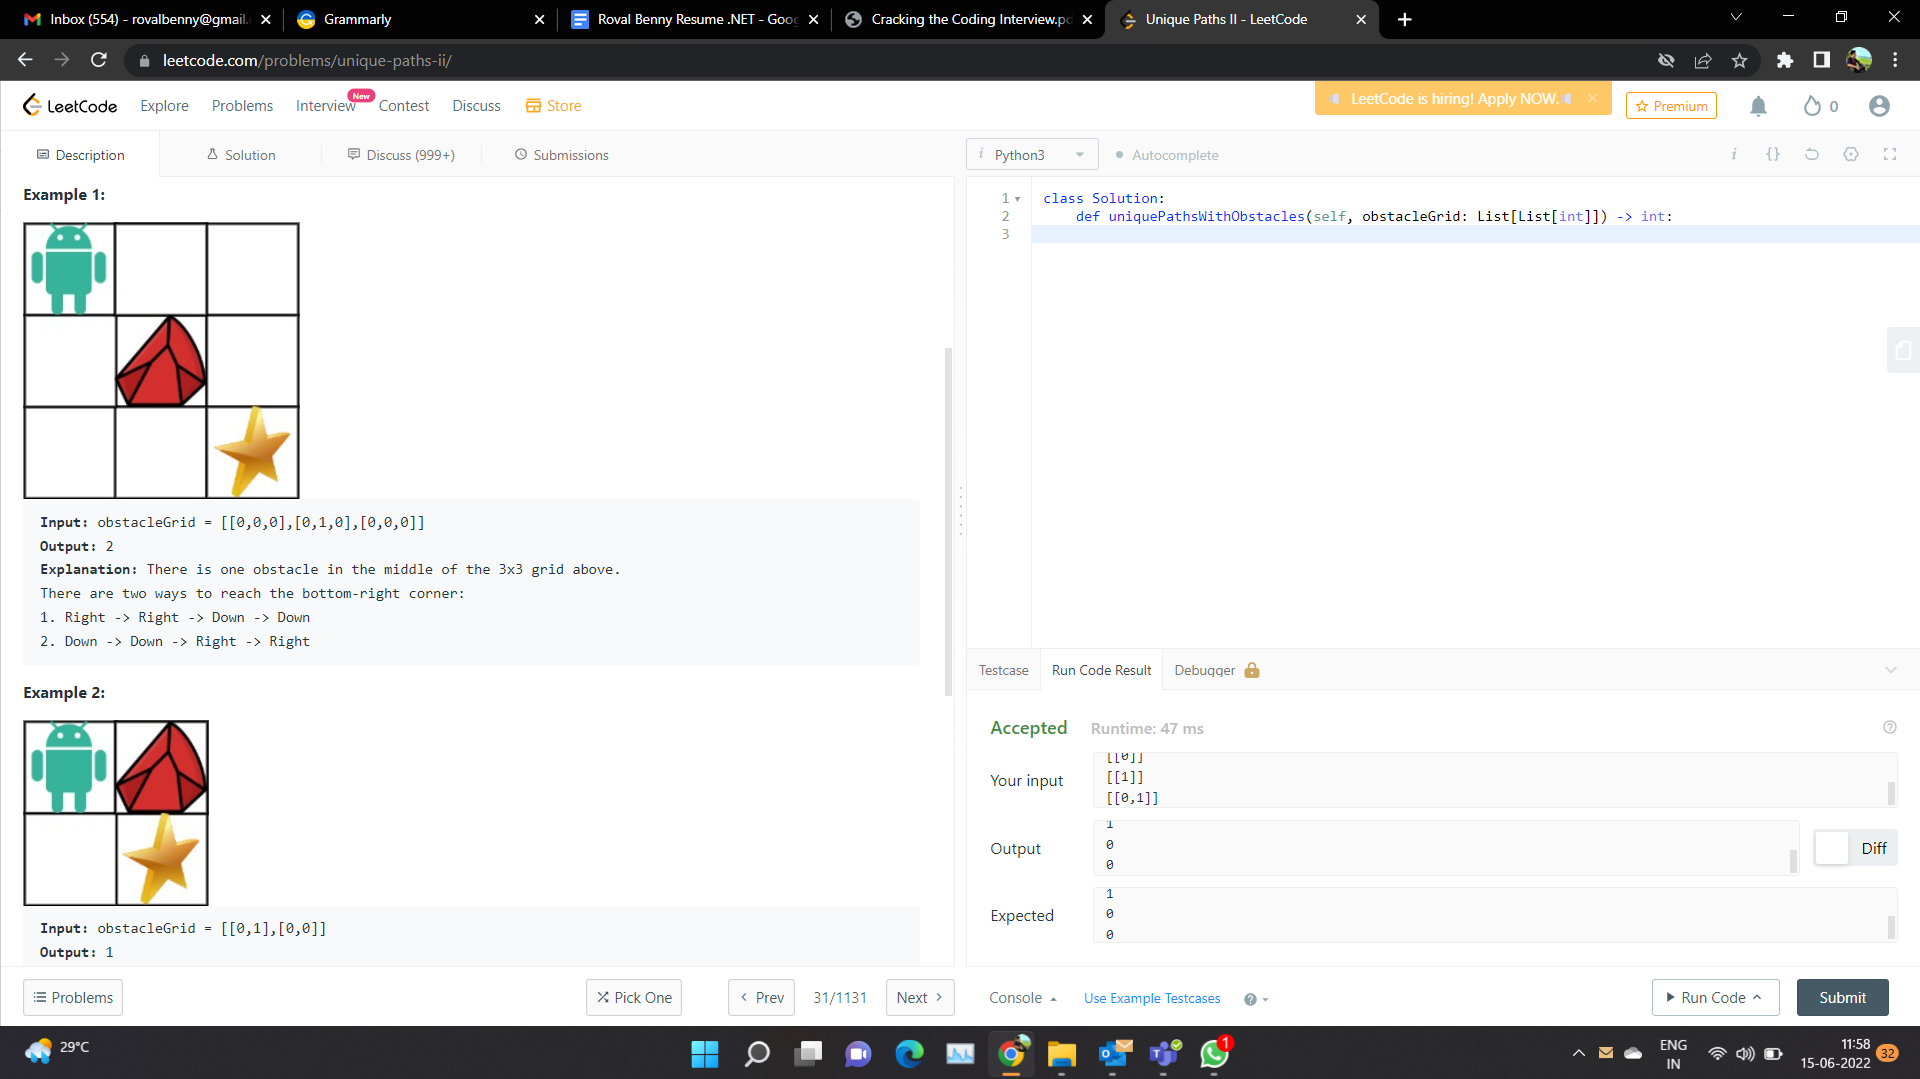 Inbox (554) - rovalbenny@gmail.
Grammarly
Roval Benny Resume .NET - Goog
Cracking the Coding Interview.pd
Unique Paths II - LeetCode
leetcode.com/problems/unique-paths-ii/
LeetCode
Explore
Problems
Interview
New
Contest
Discuss
Store
LeetCode is hiring! Apply NOW.
Premium
0
Description
Solution
Discuss (999+)
Submissions
Python3
Autocomplete
Example 1:
Input: obstacleGrid = [[0,0,0],[0,1,0],[0,0,0]]
Output: 2
Explanation: There is one obstacle in the middle of the 3x3 grid above.
There are two ways to reach the bottom-right corner:
1. Right -> Right -> Down -> Down
2. Down -> Down -> Right -> Right
Example 2:
Input: obstacleGrid = [[0,1],[0,0]]
Output: 1
1 class Solution:
2 def uniquePathsWithObstacles(self, obstacleGrid: List[List[int]]) -> int:
3
Testcase
Run Code Result
Debugger
Accepted
Runtime: 47 ms
Your input
[[0]]
[[1]]
[[0,1]]
Output
1
0
0
Diff
Expected
1
0
0
Problems
Pick One
Prev
31/1131
Next
Console
Use Example Testcases
Run Code
Submit
29°C
1
ENG
IN
11:58
15-06-2022
32